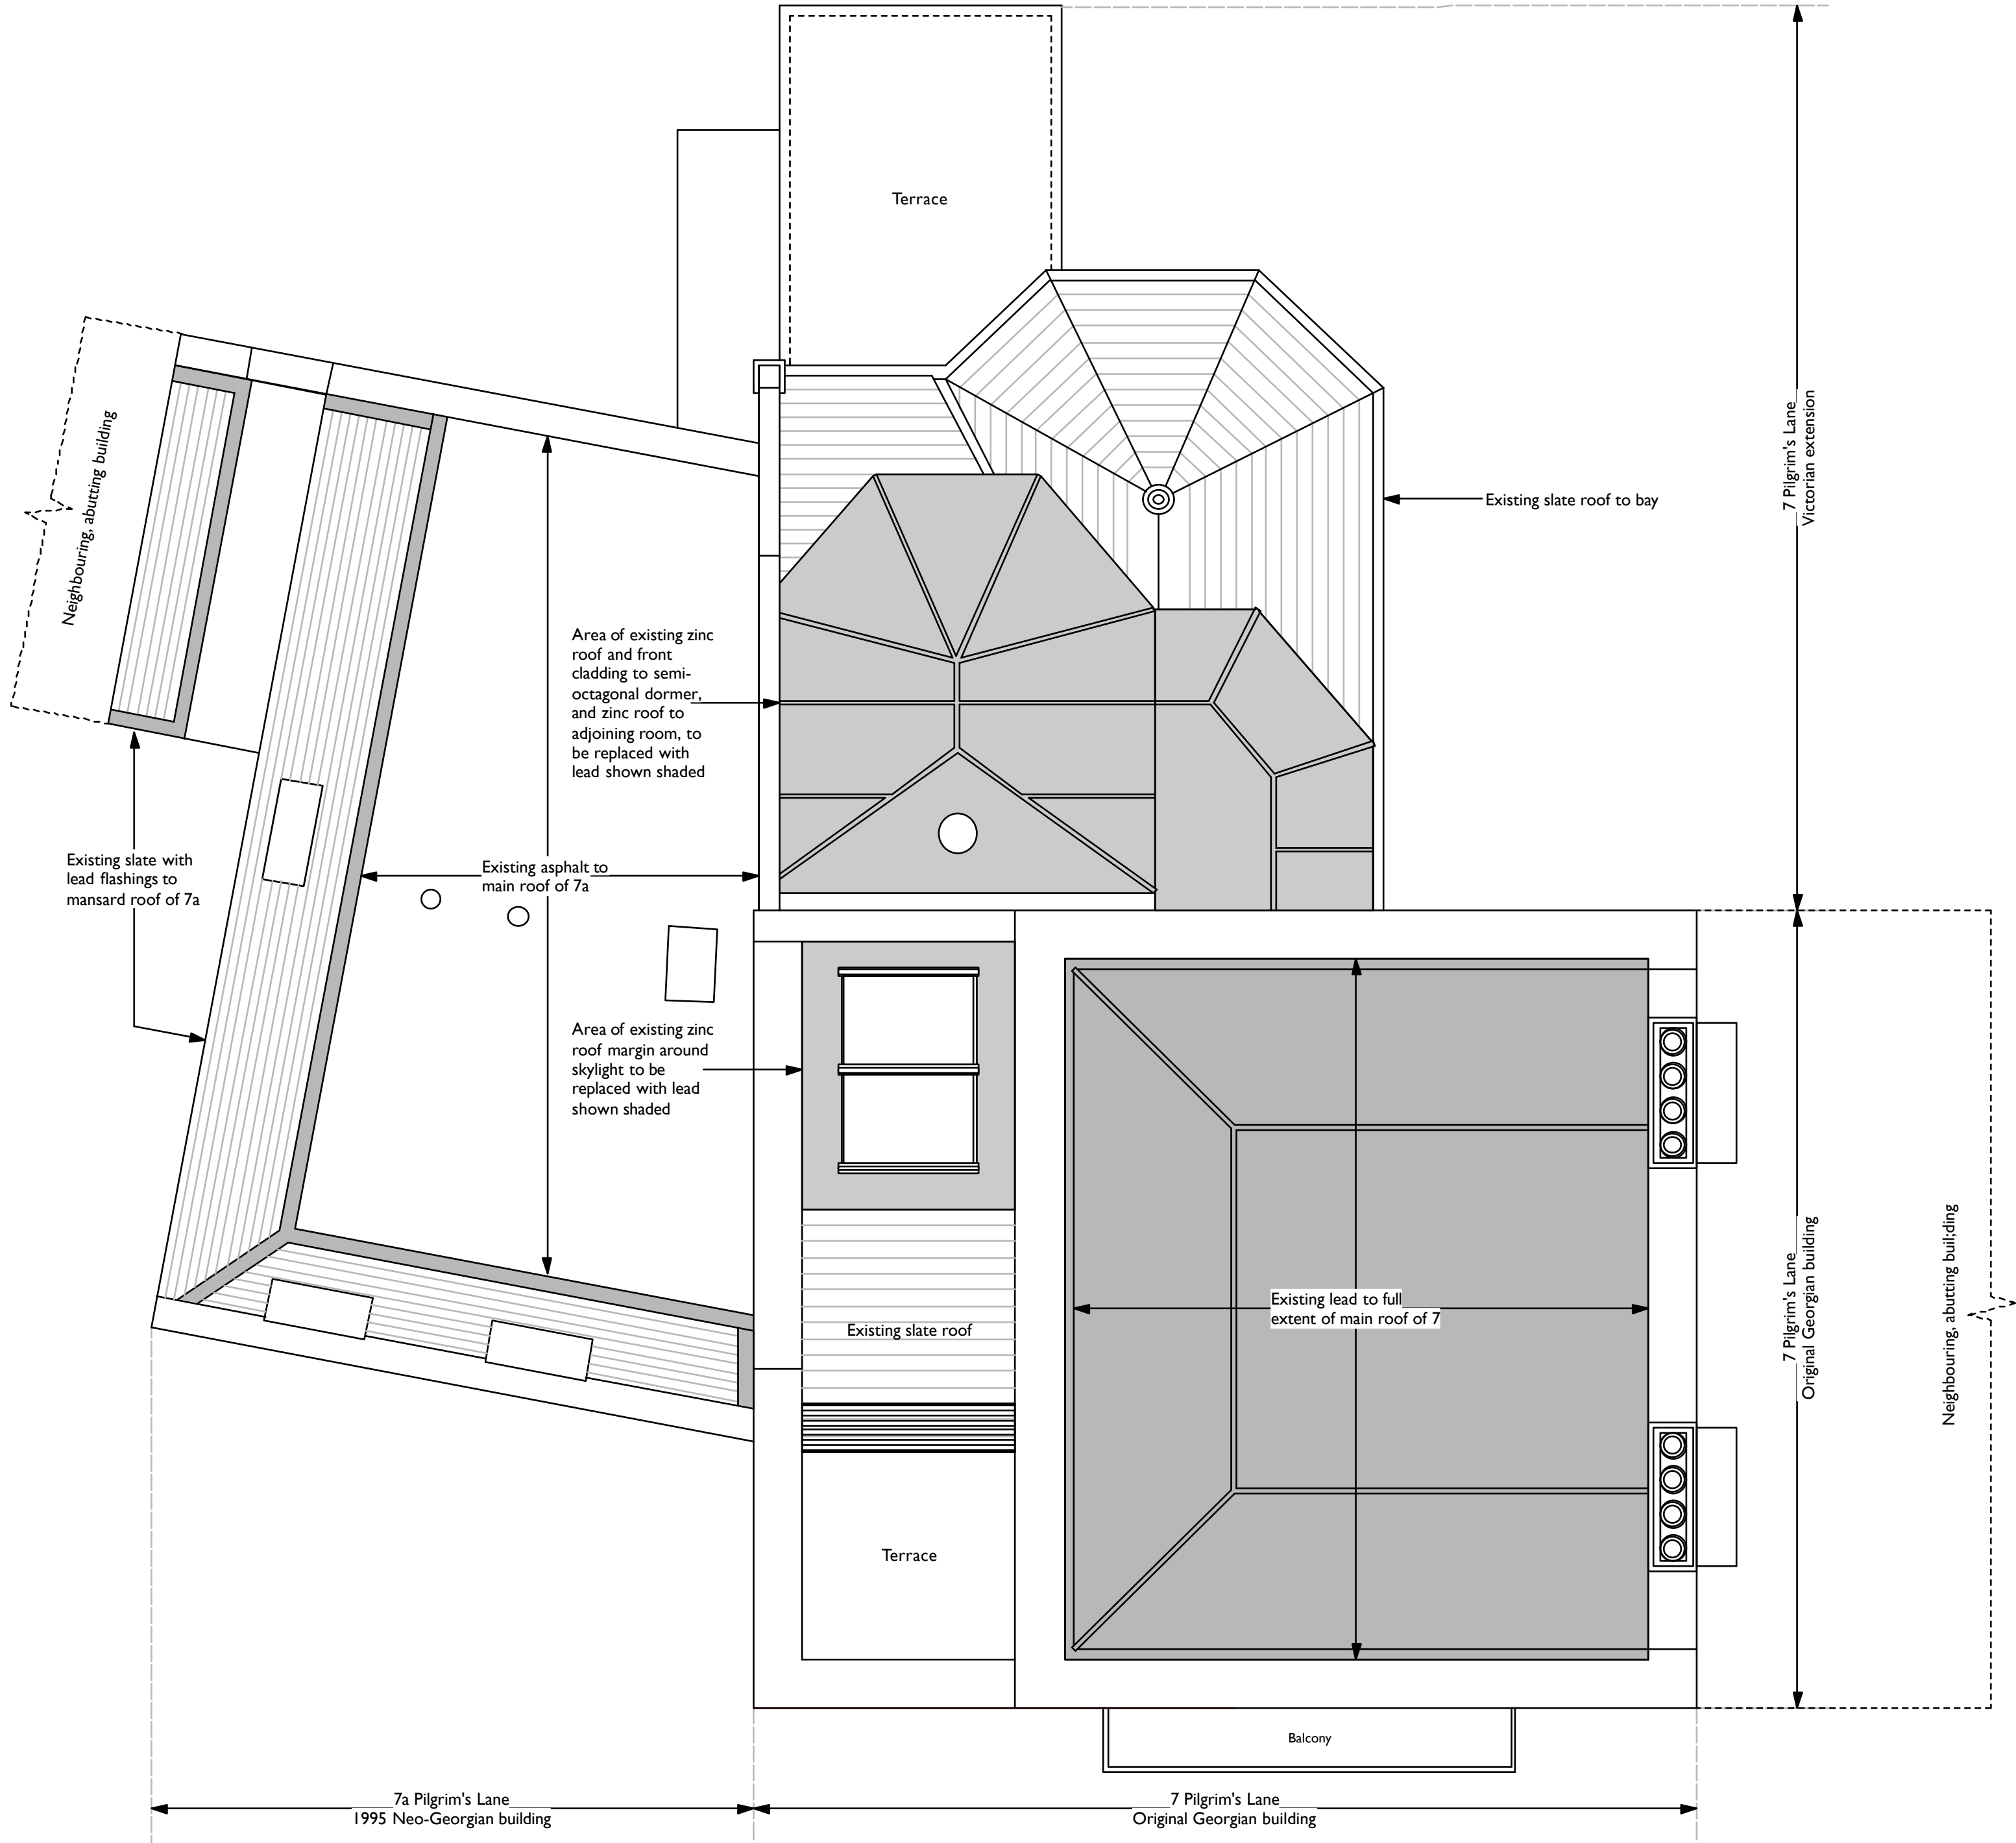 Terrace
Neighbouring, abutting building
7 Pilgrim's Lane
Victorian extension
Existing slate roof to bay
Area of existing zinc
roof and front
cladding to semi-
octagonal dormer,
and zinc roof to
adjoining room, to
be replaced with
lead shown shaded
Existing slate with
lead flashings to
mansard roof of 7a
Existing asphalt to
main roof of 7a
Area of existing zinc
roof margin around
skylight to be
replaced with lead
shown shaded
Existing lead to full
extent of main roof of 7
Existing slate roof
7 Pilgrim's Lane
Original Georgian building
Neighbouring, abutting buil;ding
Terrace
Balcony
7a Pilgrim's Lane
1995 Neo-Georgian building
7 Pilgrim's Lane
Original Georgian building